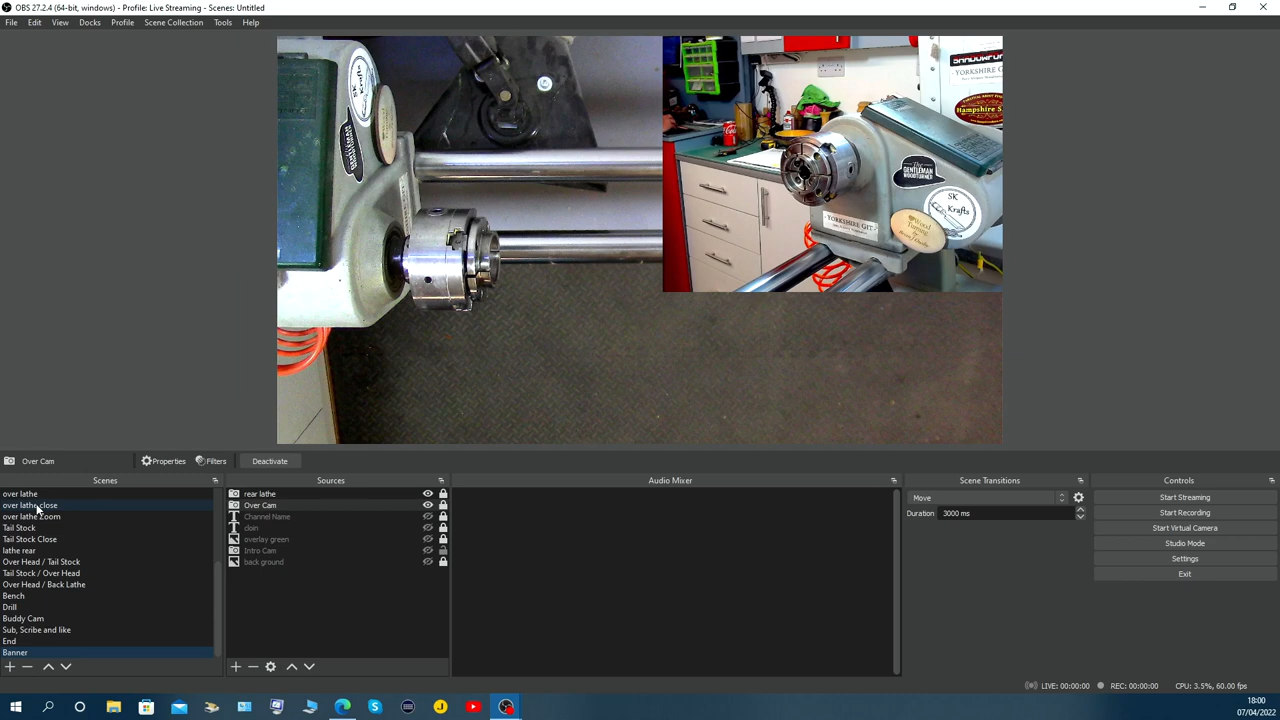 OBS 27.2.4 (64-bit, windows) - Profile: Live Streaming - Scenes: Untitled
File Edit View Docks Profile Scene Collection Tools Help
SK Krafts
THE GENTLEMAN WOODTURNER
YORKSHIRE GIT
Hampshire S
YORKSHIRE GIT
Over Cam Properties Filters Deactivate
Scenes
over lathe
over lathe close
over lathe Zoom
Tail Stock
Tail Stock Close
lathe rear
Over Head / Tail Stock
Tail Stock / Over Head
Over Head / Back Lathe
Bench
Drill
Buddy Cam
Sub, Scribe and like
End
Banner
Sources
rear lathe
Over Cam
Channel Name
cloin
overlay green
Intro Cam
back ground
Audio Mixer
Scene Transitions
Move
Duration 3000 ms
Controls
Start Streaming
Start Recording
Start Virtual Camera
Studio Mode
Settings
Exit
LIVE: 00:00:00 REC: 00:00:00 CPU: 3.5%, 60.00 fps
18:00
07/04/2022